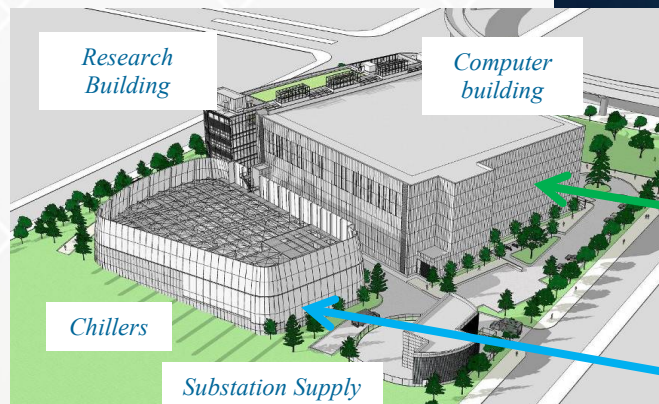 Research
Building
Computer
building
Chillers
Substation Supply